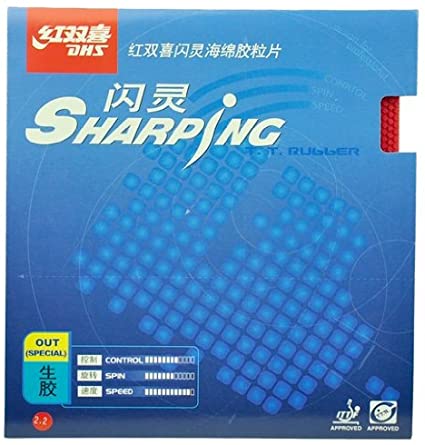 红双喜
DHS
红双喜闪灵海绵胶粒片
CONTROL
SPIN
SPEED
闪灵
SHARPING
T.T. RUBBER
OUT
(SPECIAL)
生胶
控制 CONTROL
旋转 SPIN
速度 SPEED
2.2
ITTF
APPROVED
APPROVED